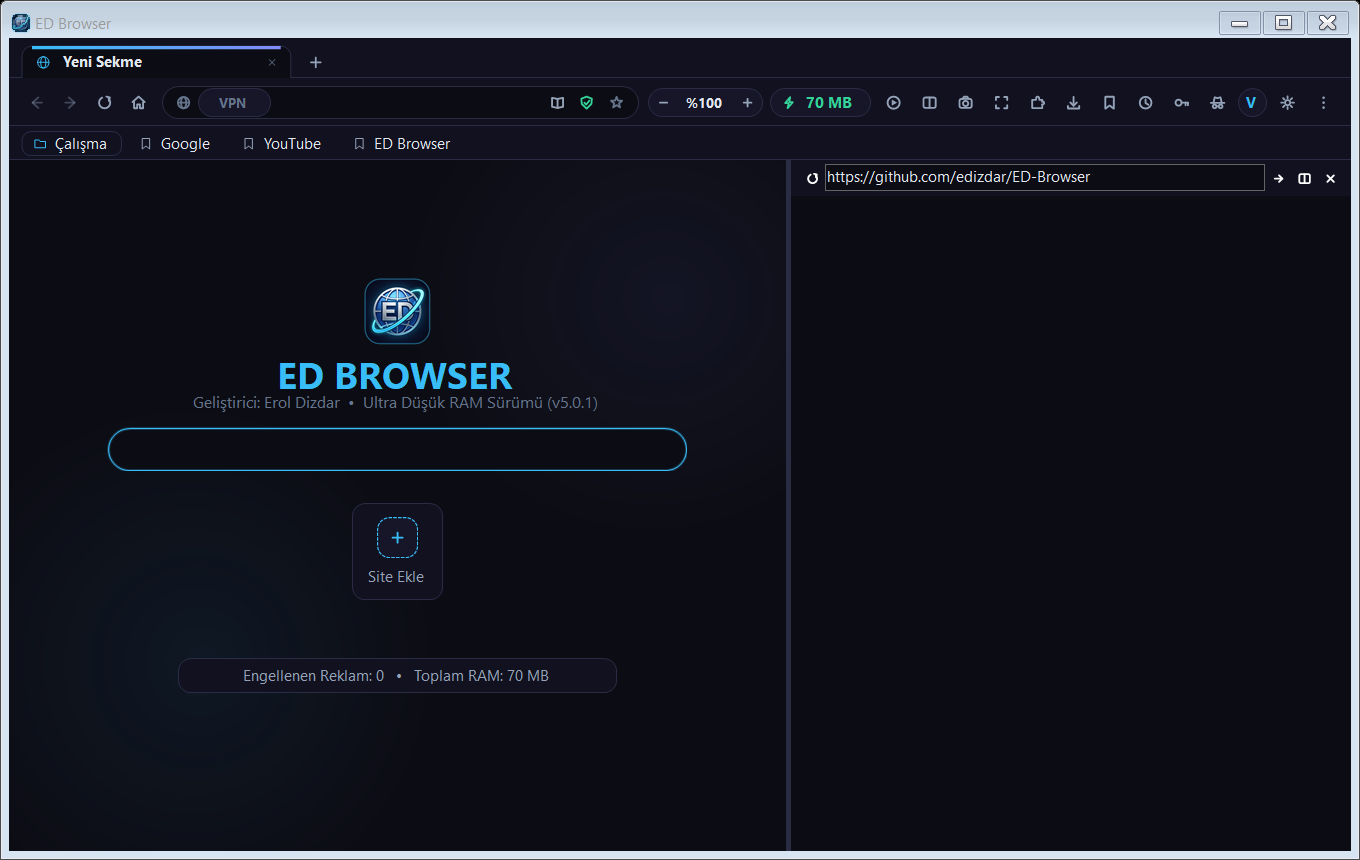 ED Browser
Yeni Sekme
VPN
%100
70 MB
V
Çalışma
Google
YouTube
ED Browser
https://github.com/edizdar/ED-Browser
ED
ED BROWSER
Geliştirici: Erol Dizdar • Ultra Düşük RAM Sürümü (v5.0.1)
Site Ekle
Engellenen Reklam: 0 • Toplam RAM: 70 MB